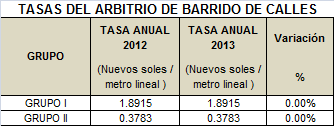 TASAS DEL ARBITRIO DE BARRIDO DE CALLES
GRUPO
TASA ANUAL
2012
(Nuevos soles /
metro lineal )
TASA ANUAL
2013
(Nuevos soles /
metro lineal )
Variación
%
GRUPO I 1.8915 1.8915 0.00%
GRUPO II 0.3783 0.3783 0.00%